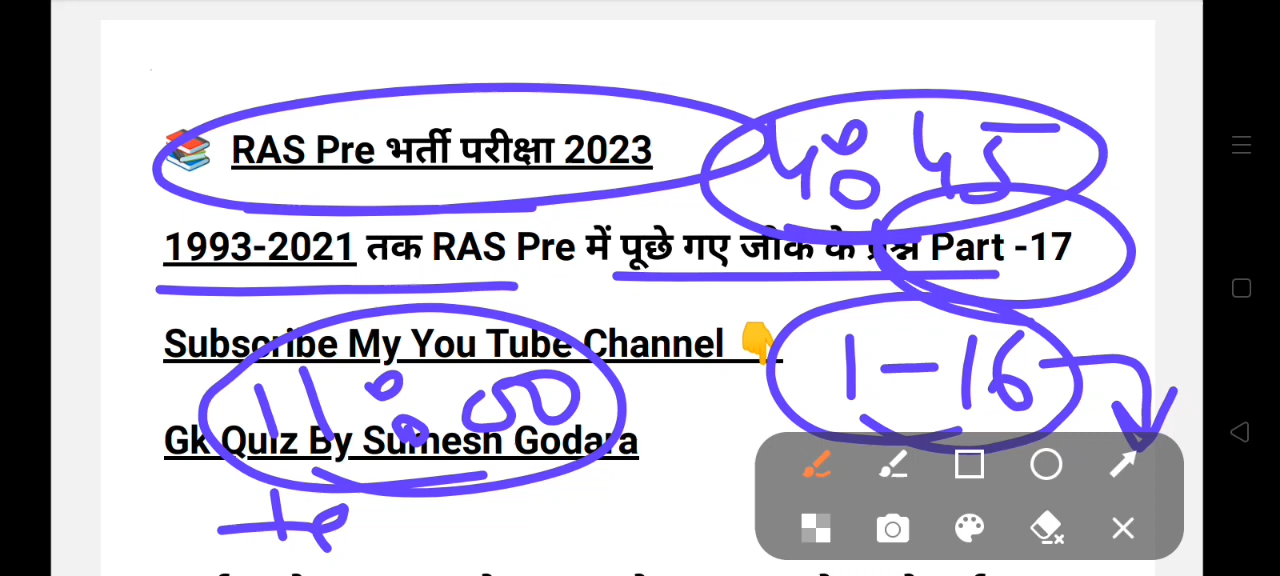 RAS Pre भर्ती परीक्षा 2023
4:45
1993-2021 तक RAS Pre में पूछे गए जीके के प्रश्न Part -17
Subscribe My You Tube Channel 👇
1-16
11:00
Gk Quiz By Sumesh Godara